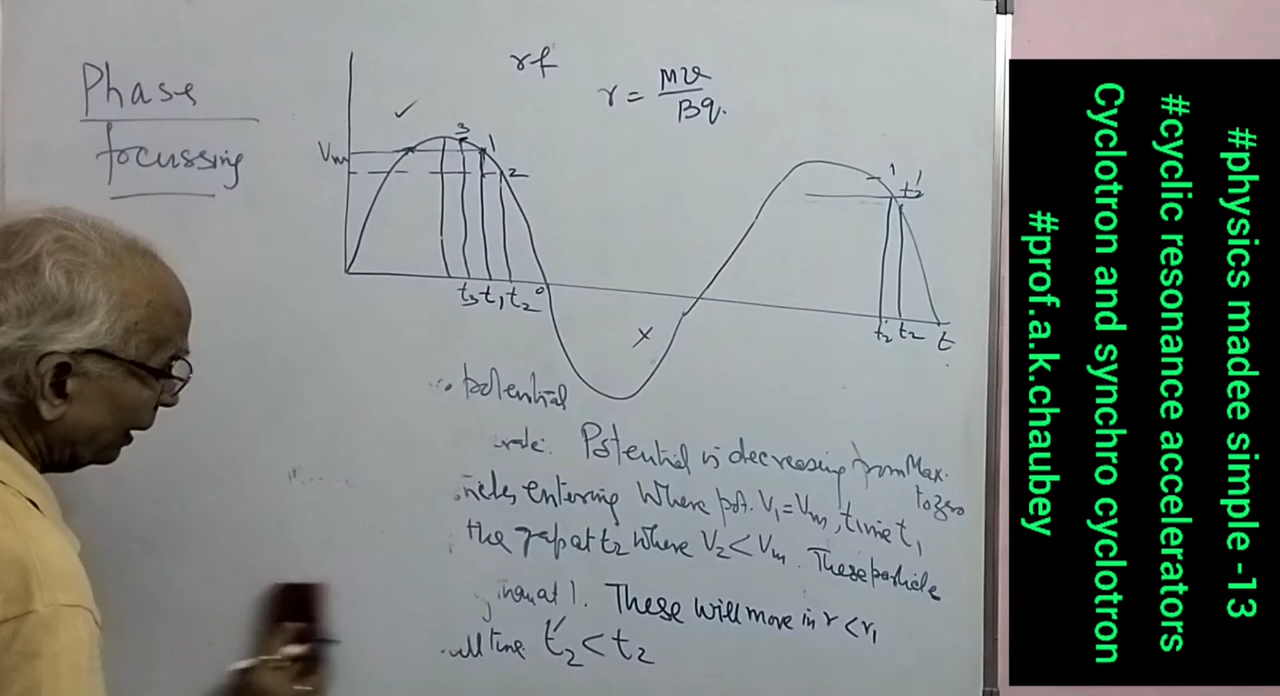 Phase
focussing
rf
r = mv
Bq.
Vm
3
1
2
t3 t1 t2
1
t2'
t2 t2 t
potential
Potential is decreasing from Max.
to zero
entering Where pot. V1 = Vm, time t1
the gap at t2 where V2 < Vm. These particle
at 1. These will move in r < r1
t'2 < t2
#physics madee simple -13
#cyclic resonance accelerators
Cyclotron and synchro cyclotron
#prof.a.k.chaubey